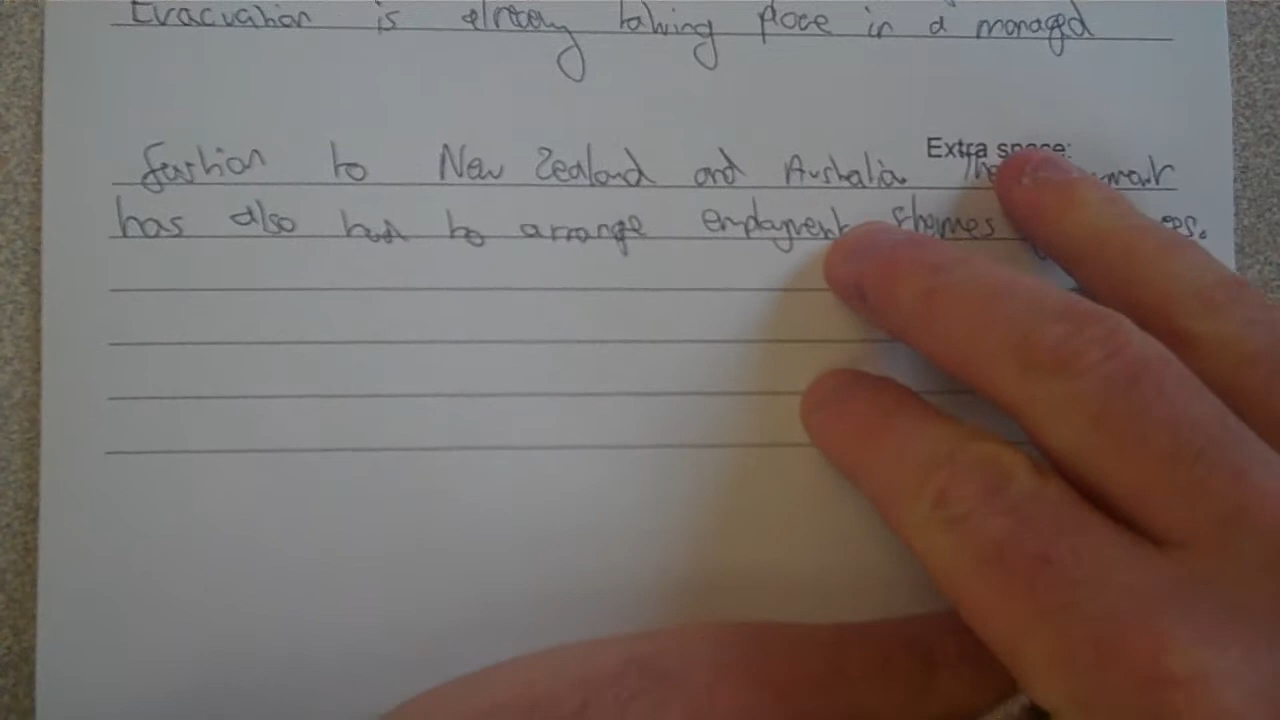 Evacuation is already taking place in a managed
Extra space:
fashion to New Zealand and Australia The
has also had to arrange employment shemes